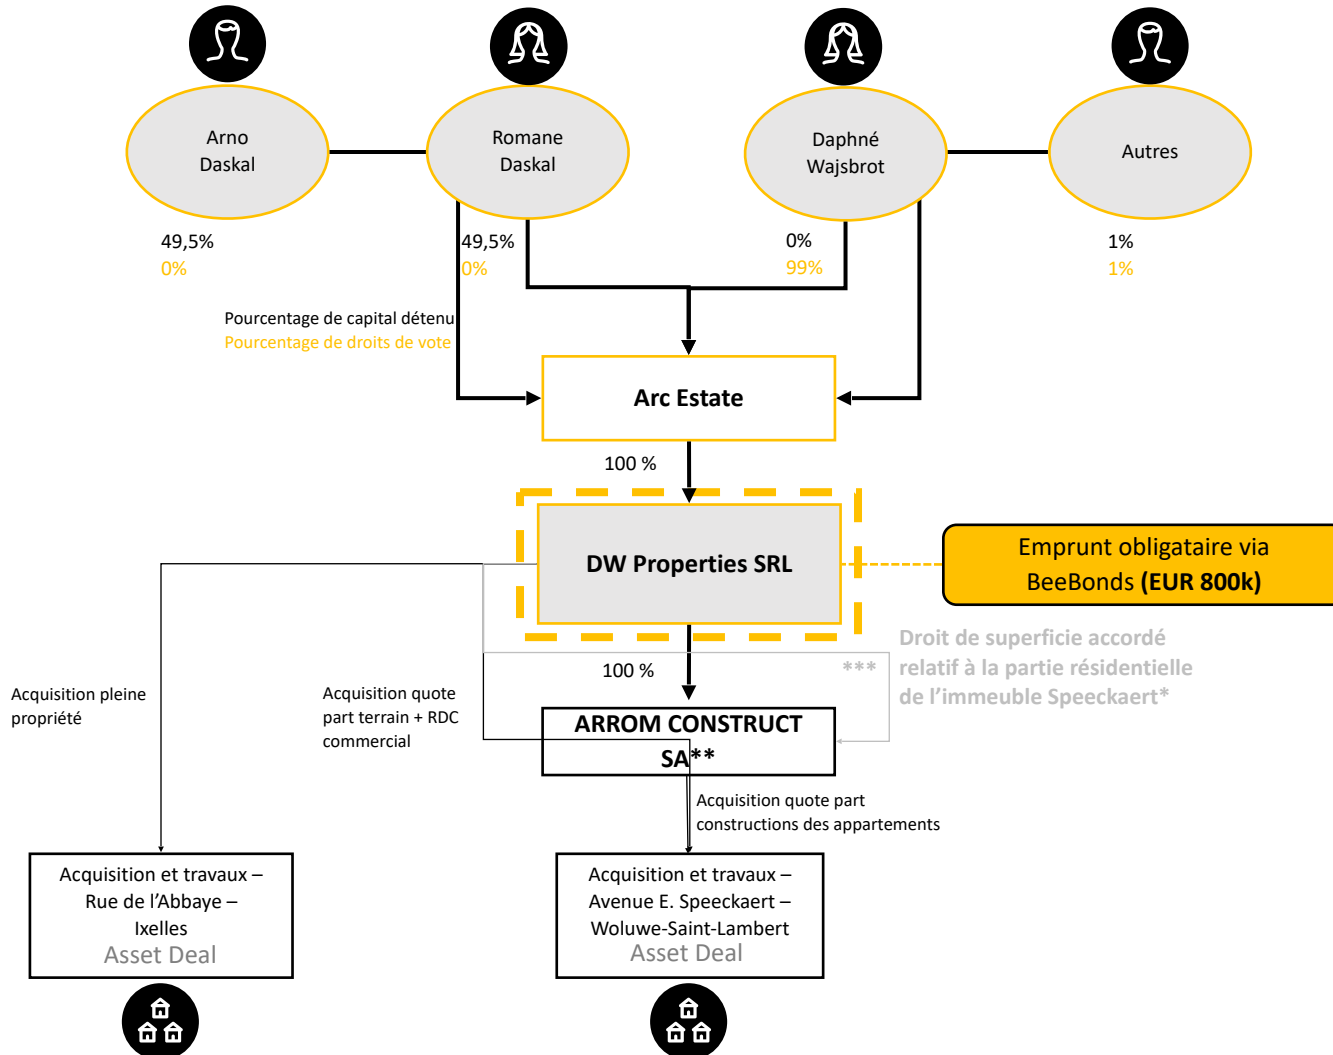 Arno
Daskal
Romane
Daskal
Daphné
Wajsbrot
Autres
49,5%
0%
49,5%
0%
0%
99%
1%
1%
Pourcentage de capital détenu
Pourcentage de droits de vote
Arc Estate
100 %
DW Properties SRL
Emprunt obligataire via
BeeBonds (EUR 800k)
Droit de superficie accordé
relatif à la partie résidentielle
de l’immeuble Speeckaert*
***
100 %
Acquisition pleine
propriété
Acquisition quote
part terrain + RDC
commercial
ARROM CONSTRUCT
SA**
Acquisition quote part
constructions des appartements
Acquisition et travaux –
Rue de l’Abbaye –
Ixelles
Asset Deal
Acquisition et travaux –
Avenue E. Speeckaert –
Woluwe-Saint-Lambert
Asset Deal